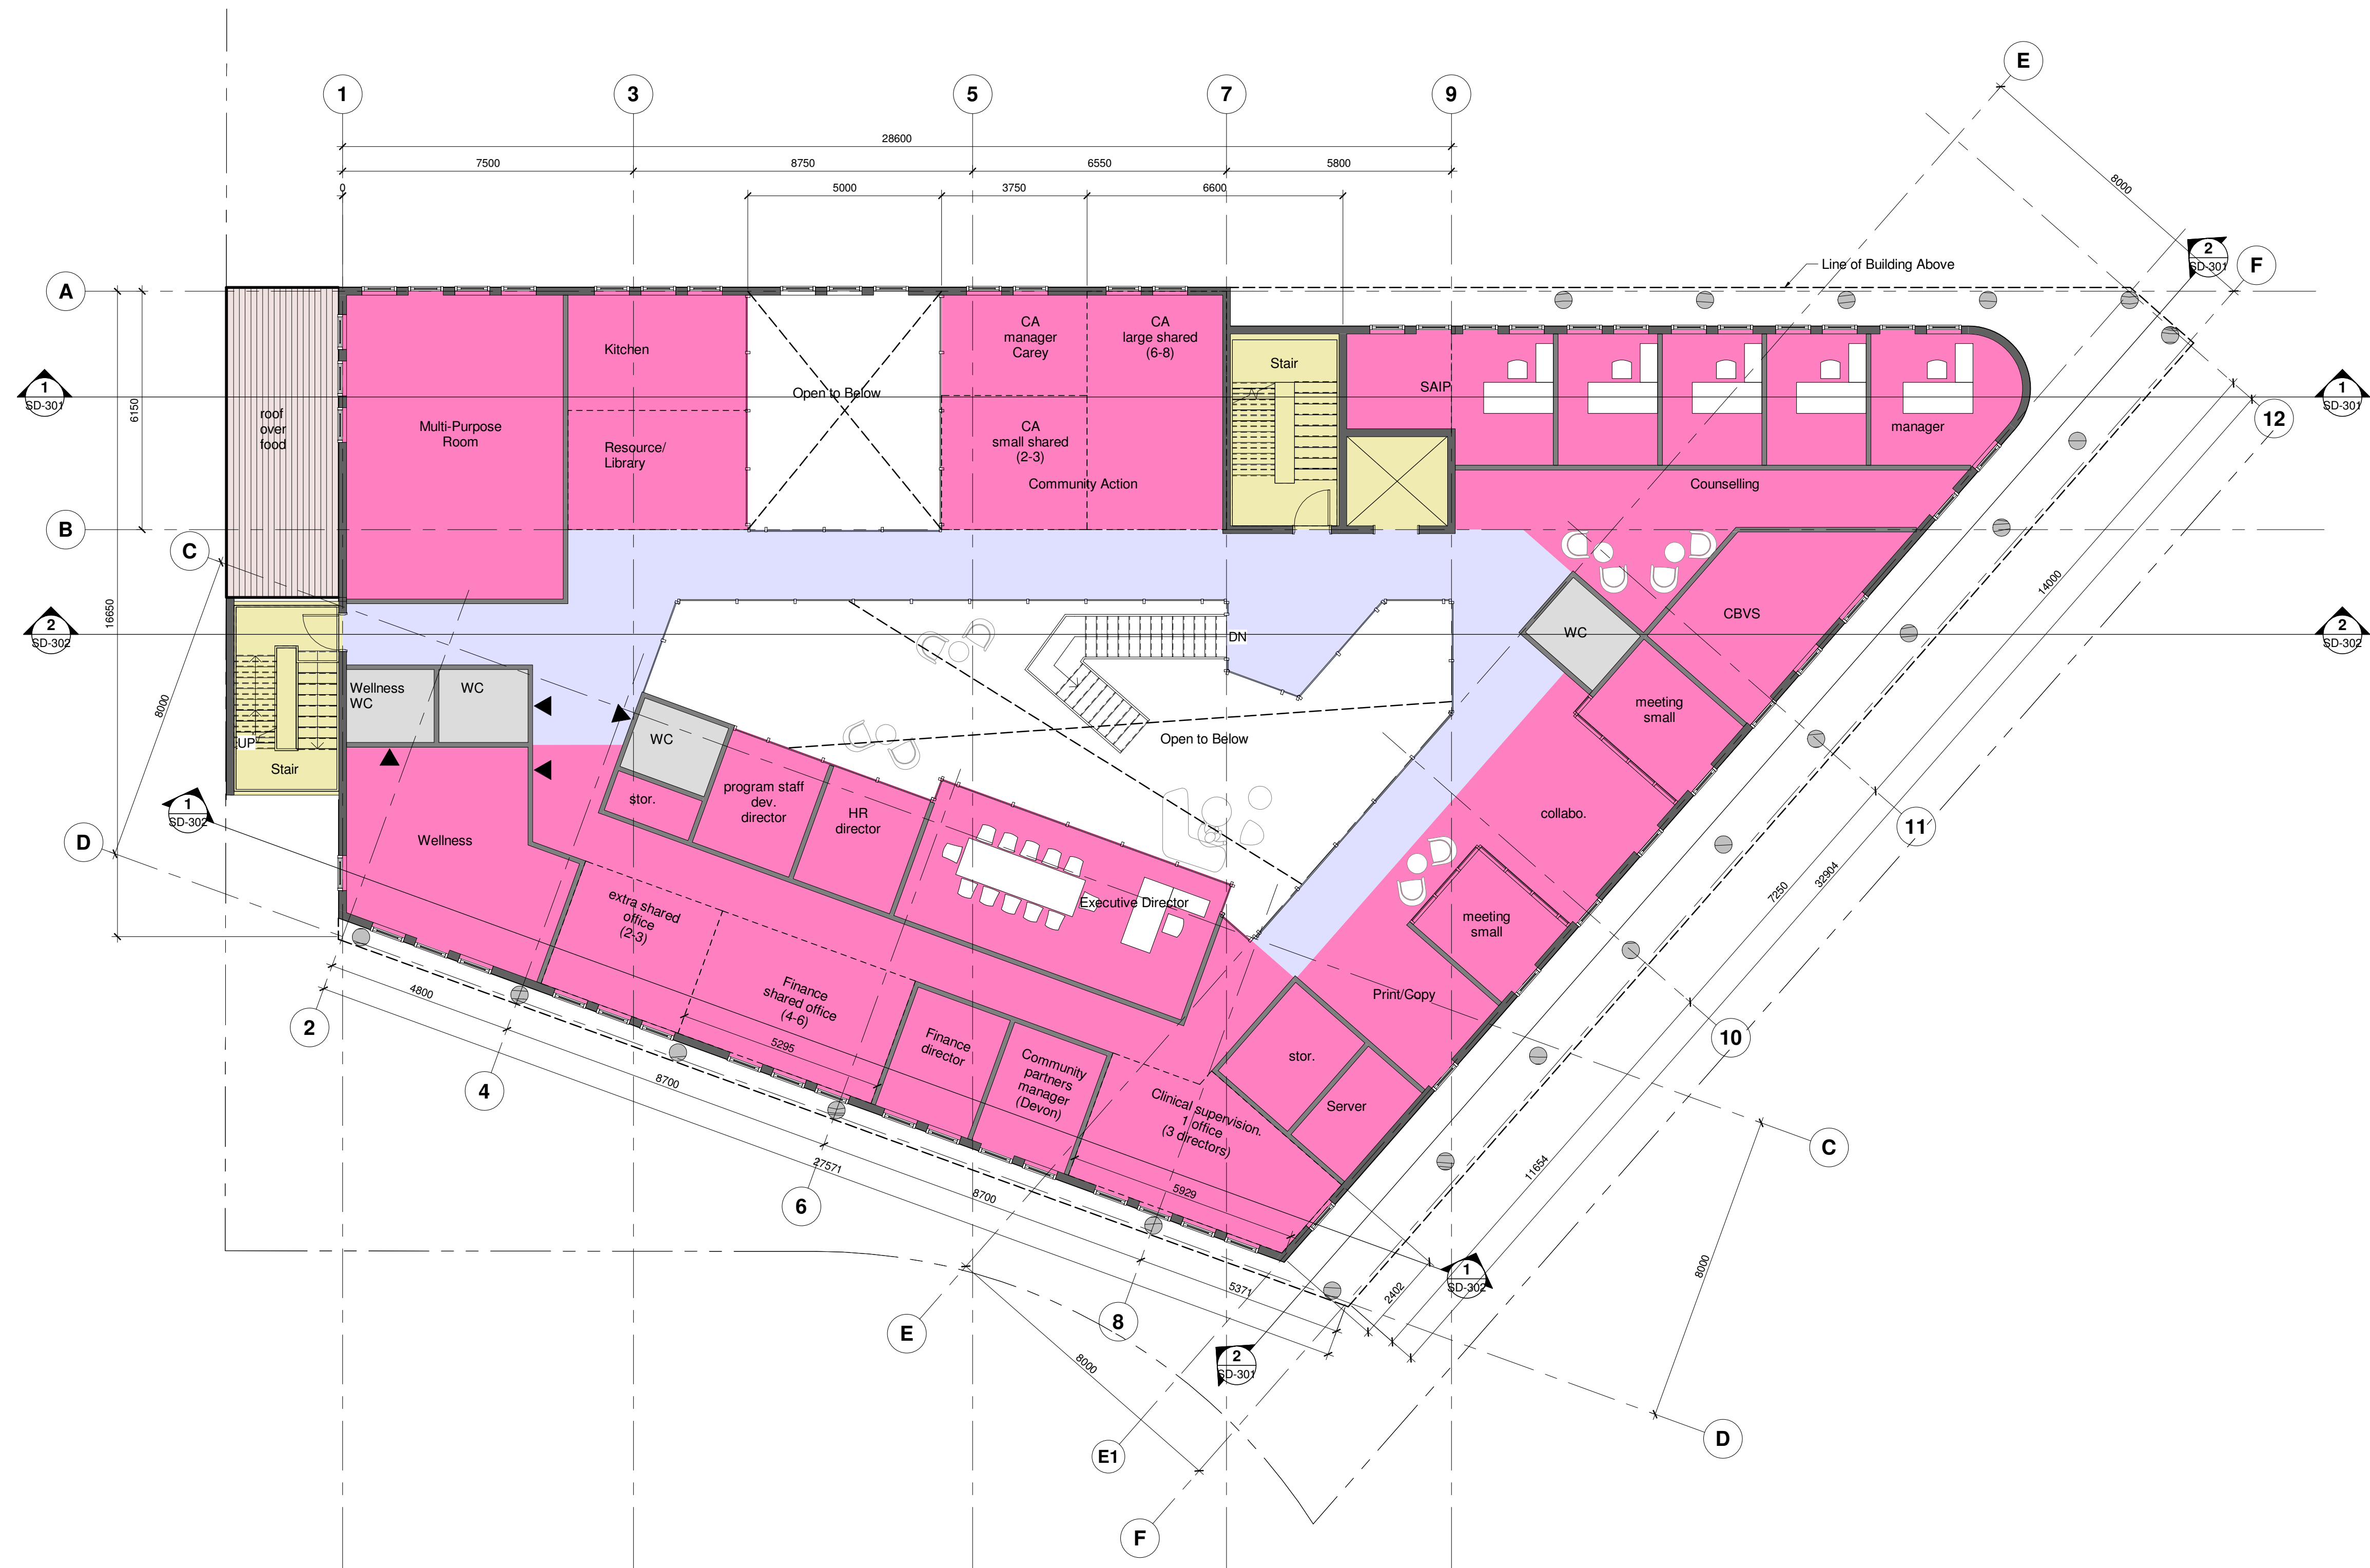 E
1
3
5
7
9
28600
7500
8750
6550
5800
0
5000
3750
6600
8000
2
SD-301
F
Line of Building Above
A
6150
1
SD-301
roof
over
food
Multi-Purpose
Room
Kitchen
Resource/
Library
Open to Below
CA
manager
Carey
CA
large shared
(6-8)
CA
small shared
(2-3)
Community Action
Stair
SAIP
manager
Counselling
1
SD-301
12
B
C
16650
14000
CBVS
WC
2
SD-302
DN
2
SD-302
8000
Wellness
WC
WC
WC
UP
Stair
Open to Below
meeting
small
1
SD-302
D
stor.
program staff
dev.
director
HR
director
collabo.
11
Wellness
extra shared
office
(2-3)
Executive Director
meeting
small
7250
32904
Finance
shared office
(4-6)
Print/Copy
4800
2
5295
Finance
director
Community
partners
manager
(Devon)
stor.
Server
10
4
8700
Clinical supervision.
1 office
(3 directors)
C
6
27571
8700
5929
11654
5371
2402
1
SD-302
8000
E
8
8000
2
SD-301
D
E1
F